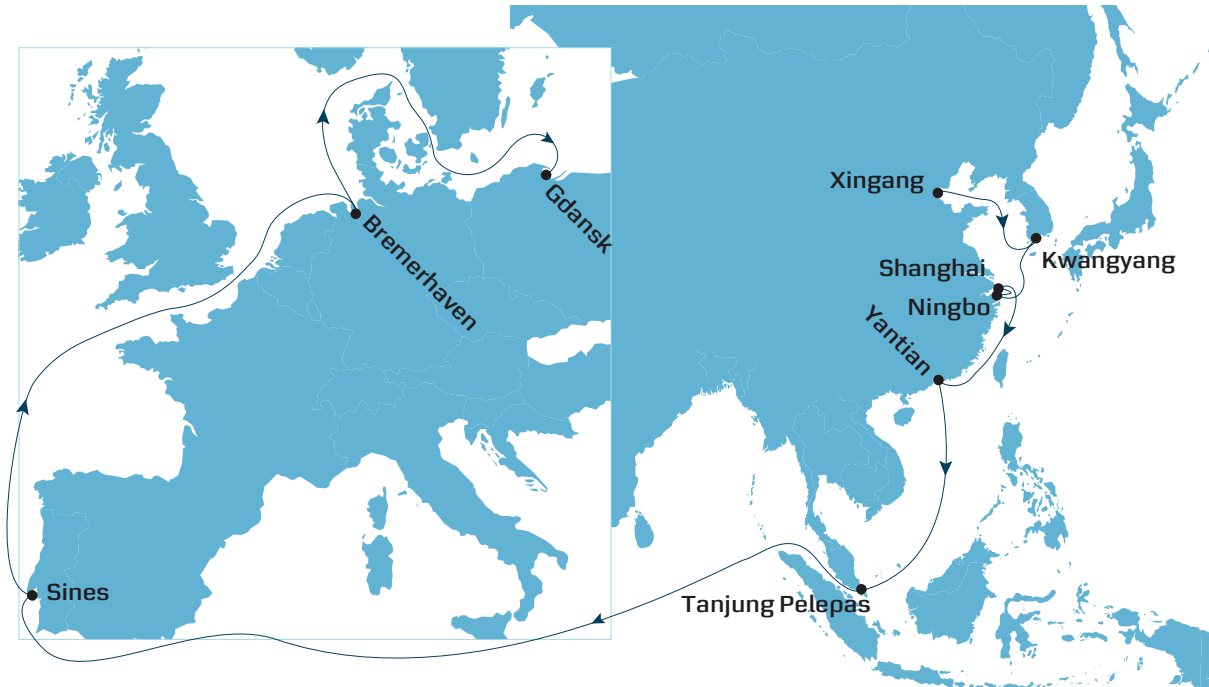 Xingang
Kwangyang
Shanghai
Ningbo
Yantian
Tanjung Pelepas
Sines
Bremerhaven
Gdansk